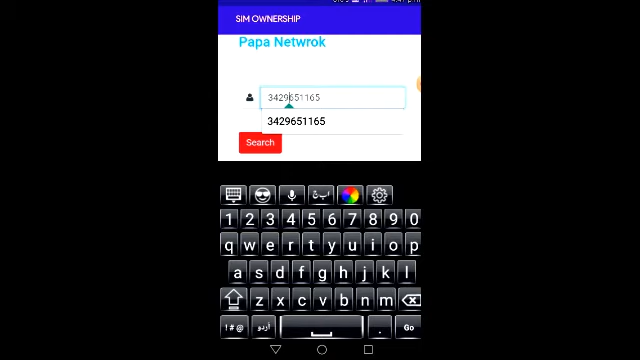 SIM OWNERSHIP
Papa Netwrok
3429651165
3429651165
Search
1 2 3 4 5 6 7 8 9 0
q w e r t y u i o p
a s d f g h j k l
z x c v b n m
! # @ اردو . Go